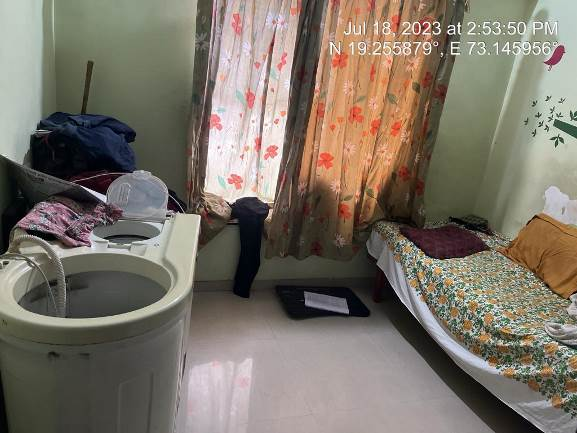 Jul 18, 2023 at 2:53:50 PM
N 19.255879°, E 73.145956°